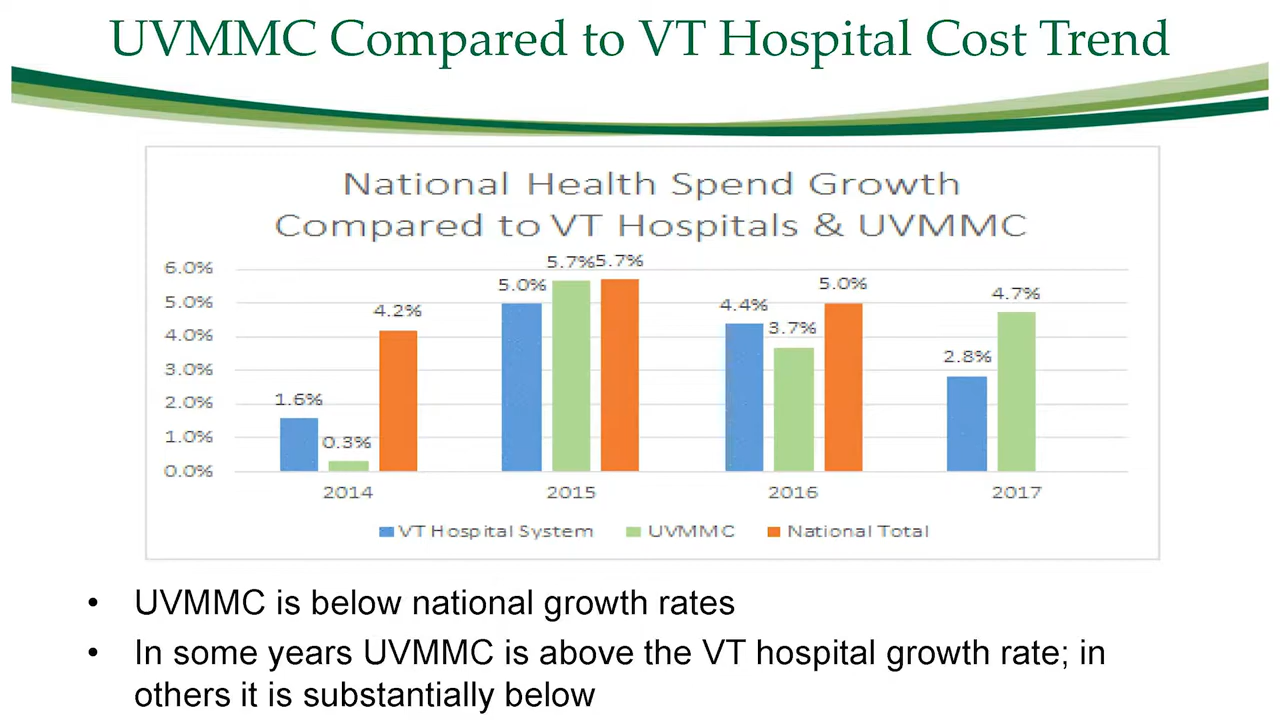 UVMMC Compared to VT Hospital Cost Trend
National Health Spend Growth
Compared to VT Hospitals & UVMMC
6.0%
5.0%
4.0%
3.0%
2.0%
1.0%
0.0%
1.6%
0.3%
4.2%
5.0%
5.7%
5.7%
4.4%
3.7%
5.0%
2.8%
4.7%
2014 2015 2016 2017
VT Hospital System UVMMC National Total
• UVMMC is below national growth rates
• In some years UVMMC is above the VT hospital growth rate; in
others it is substantially below